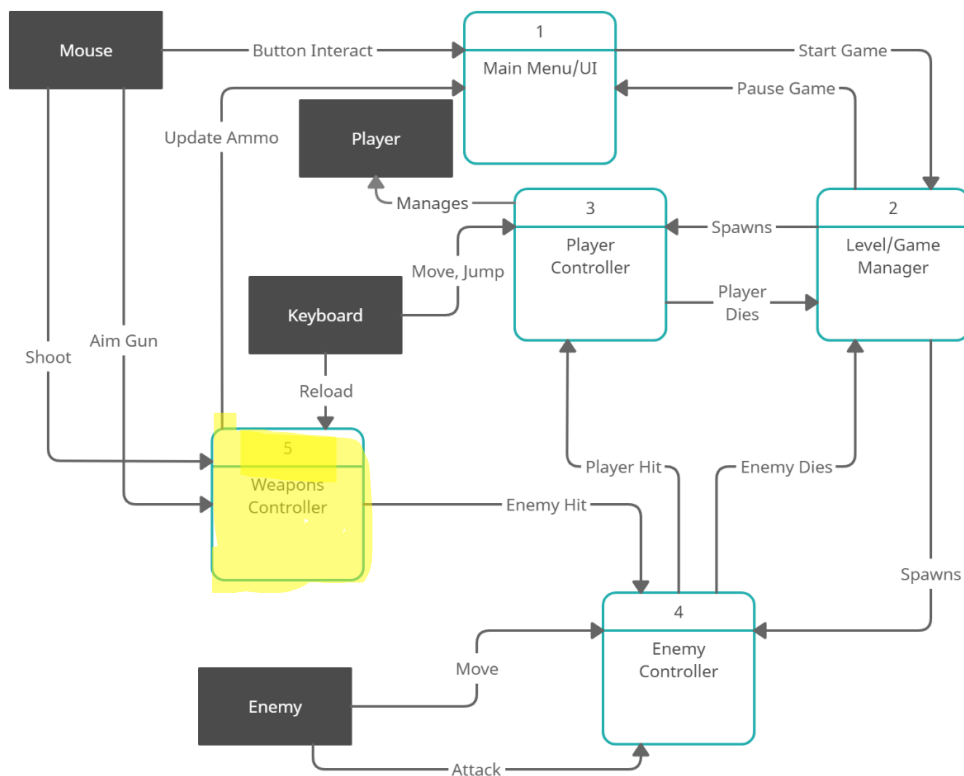 Mouse
Button Interact
1
Main Menu/UI
Start Game
Pause Game
Update Ammo
Player
Manages
3
Player
Controller
Spawns
2
Level/Game
Manager
Move, Jump
Player
Dies
Keyboard
Aim Gun
Shoot
Reload
5
Weapons
Controller
Player Hit
Enemy Dies
Enemy Hit
Spawns
4
Enemy
Controller
Move
Enemy
Attack